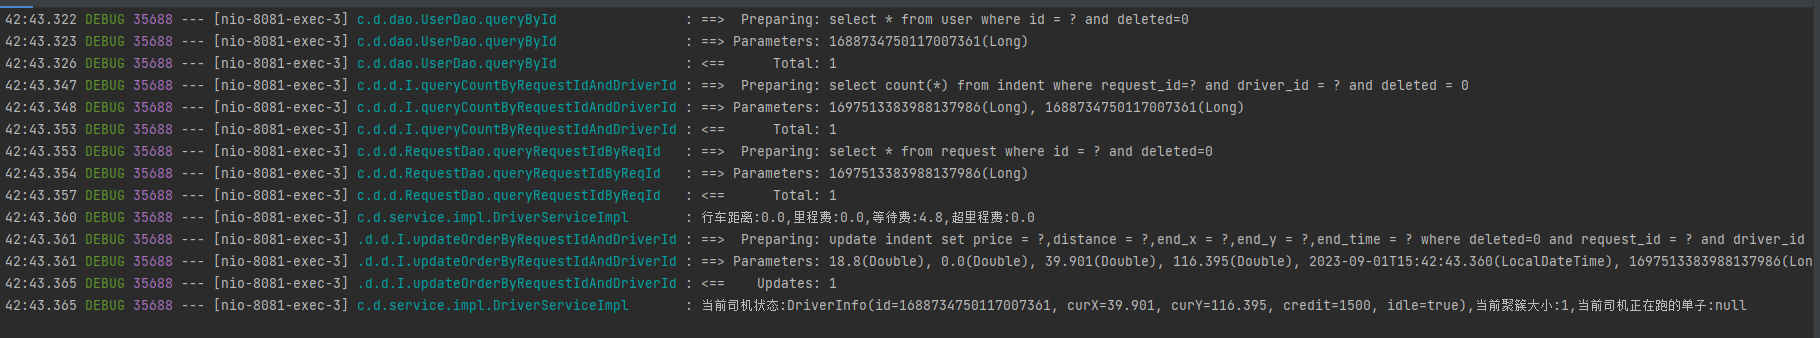 42:43.322 DEBUG 35688 --- [nio-8081-exec-3] c.d.dao.UserDao.queryById : ==>  Preparing: select * from user where id = ? and deleted=0
42:43.323 DEBUG 35688 --- [nio-8081-exec-3] c.d.dao.UserDao.queryById : ==> Parameters: 1688734750117007361(Long)
42:43.326 DEBUG 35688 --- [nio-8081-exec-3] c.d.dao.UserDao.queryById : <==      Total: 1
42:43.347 DEBUG 35688 --- [nio-8081-exec-3] c.d.d.I.queryCountByRequestIdAndDriverId : ==>  Preparing: select count(*) from indent where request_id=? and driver_id = ? and deleted = 0
42:43.348 DEBUG 35688 --- [nio-8081-exec-3] c.d.d.I.queryCountByRequestIdAndDriverId : ==> Parameters: 1697513383988137986(Long), 1688734750117007361(Long)
42:43.353 DEBUG 35688 --- [nio-8081-exec-3] c.d.d.I.queryCountByRequestIdAndDriverId : <==      Total: 1
42:43.353 DEBUG 35688 --- [nio-8081-exec-3] c.d.d.RequestDao.queryRequestIdByReqId : ==>  Preparing: select * from request where id = ? and deleted=0
42:43.354 DEBUG 35688 --- [nio-8081-exec-3] c.d.d.RequestDao.queryRequestIdByReqId : ==> Parameters: 1697513383988137986(Long)
42:43.357 DEBUG 35688 --- [nio-8081-exec-3] c.d.d.RequestDao.queryRequestIdByReqId : <==      Total: 1
42:43.360 DEBUG 35688 --- [nio-8081-exec-3] c.d.service.impl.DriverServiceImpl : 行车距离:0.0,里程费:0.0,等待费:4.8,超里程费:0.0
42:43.361 DEBUG 35688 --- [nio-8081-exec-3] .d.d.I.updateOrderByRequestIdAndDriverId : ==>  Preparing: update indent set price = ?,distance = ?,end_x = ?,end_y = ?,end_time = ? where deleted=0 and request_id = ? and driver_id
42:43.361 DEBUG 35688 --- [nio-8081-exec-3] .d.d.I.updateOrderByRequestIdAndDriverId : ==> Parameters: 18.8(Double), 0.0(Double), 39.901(Double), 116.395(Double), 2023-09-01T15:42:43.360(LocalDateTime), 1697513383988137986(Lon
42:43.365 DEBUG 35688 --- [nio-8081-exec-3] .d.d.I.updateOrderByRequestIdAndDriverId : <==    Updates: 1
42:43.365 DEBUG 35688 --- [nio-8081-exec-3] c.d.service.impl.DriverServiceImpl : 当前司机状态:DriverInfo(id=1688734750117007361, curX=39.901, curY=116.395, credit=1500, idle=true),当前聚簇大小:1,当前司机正在跑的单子:null